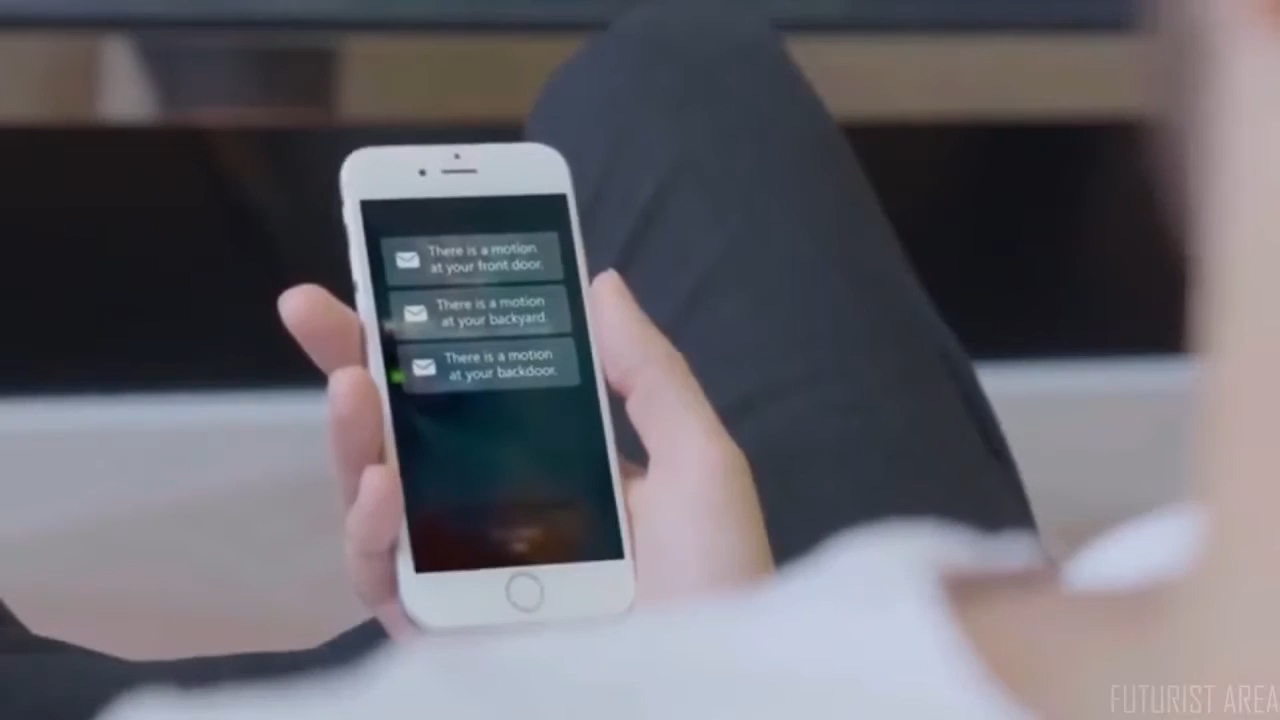 There is a motion
at your front door.
There is a motion
at your backyard.
There is a motion
at your backdoor.
FUTURIST AREA